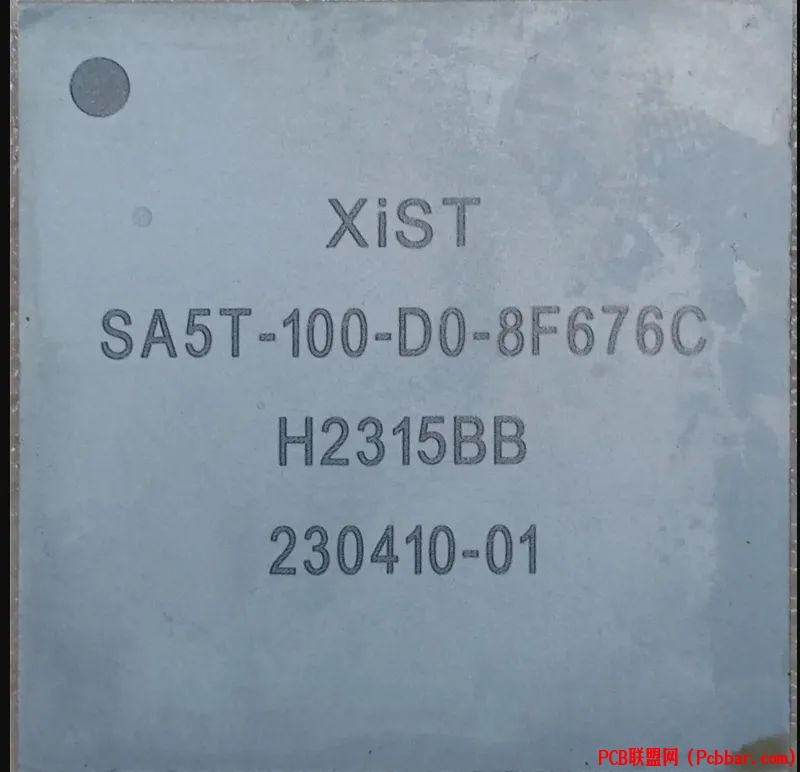 XiST
SA5T-100-D0-8F676C
H2315BB
230410-01
PCB联盟网 (Pcbbar.com)